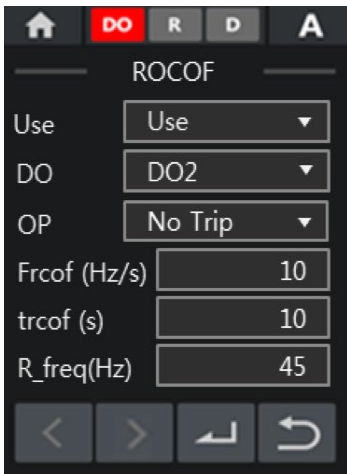 DO R D A
ROCOF
Use Use
DO DO2
OP No Trip
Frcof (Hz/s) 10
trcof (s) 10
R_freq(Hz) 45